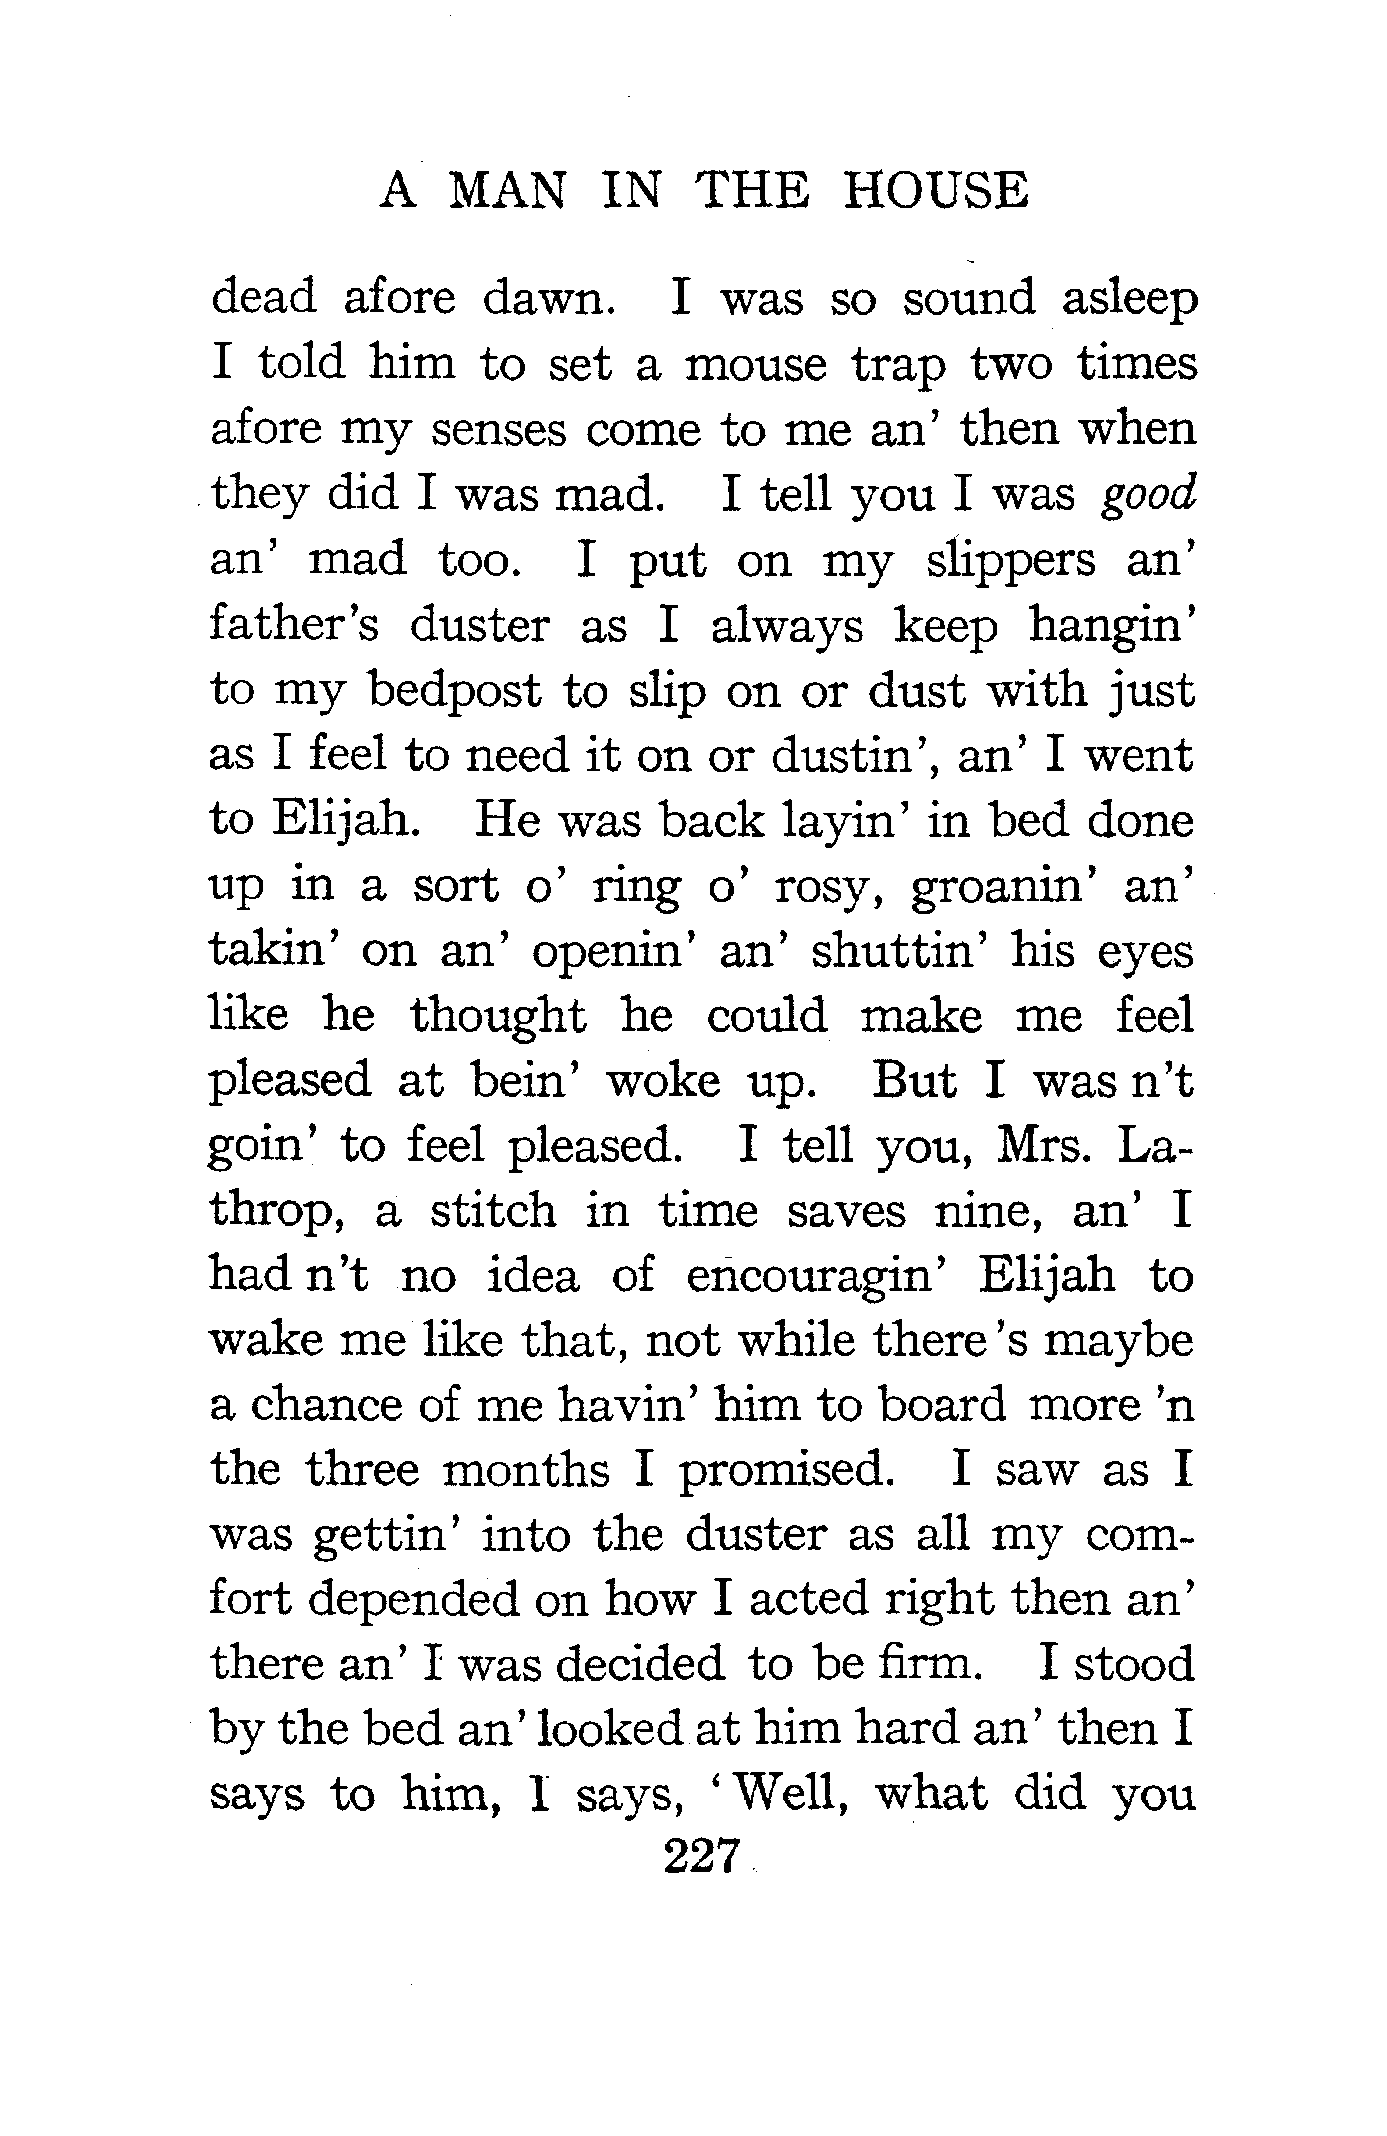 A MAN IN THE HOUSE
dead afore dawn. I was so sound asleep
I told him to set a mouse trap two times
afore my senses come to me an' then when
they did I was mad. I tell you I was good
an' mad too. I put on my slippers an'
father's duster as I always keep hangin'
to my bedpost to slip on or dust with just
as I feel to need it on or dustin', an' I went
to Elijah. He was back layin' in bed done
up in a sort o' ring o' rosy, groanin' an'
takin' on an' openin' an' shuttin' his eyes
like he thought he could make me feel
pleased at bein' woke up. But I was n't
goin' to feel pleased. I tell you, Mrs. La-
throp, a stitch in time saves nine, an' I
had n't no idea of encouragin' Elijah to
wake me like that, not while there 's maybe
a chance of me havin' him to board more 'n
the three months I promised. I saw as I
was gettin' into the duster as all my com-
fort depended on how I acted right then an'
there an' I was decided to be firm. I stood
by the bed an' looked at him hard an' then I
says to him, I says, ' Well, what did you
227